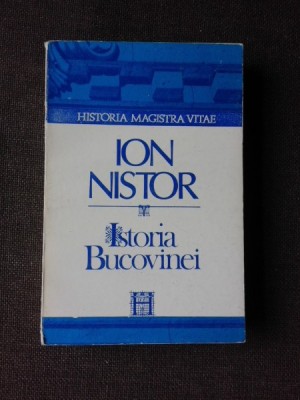 HISTORIA MAGISTRA VITAE
ION
NISTOR
Istoria
Bucovinei